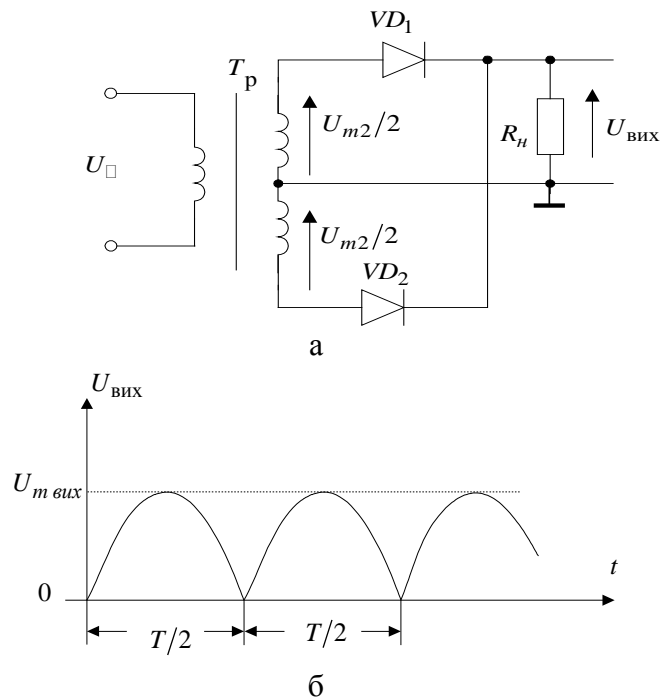 VD₁
Tр
Uₘ₂/2
Rн
Uвих
U□
Uₘ₂/2
VD₂
а
Uвих
Uₘ вих
0
t
T/2
T/2
б